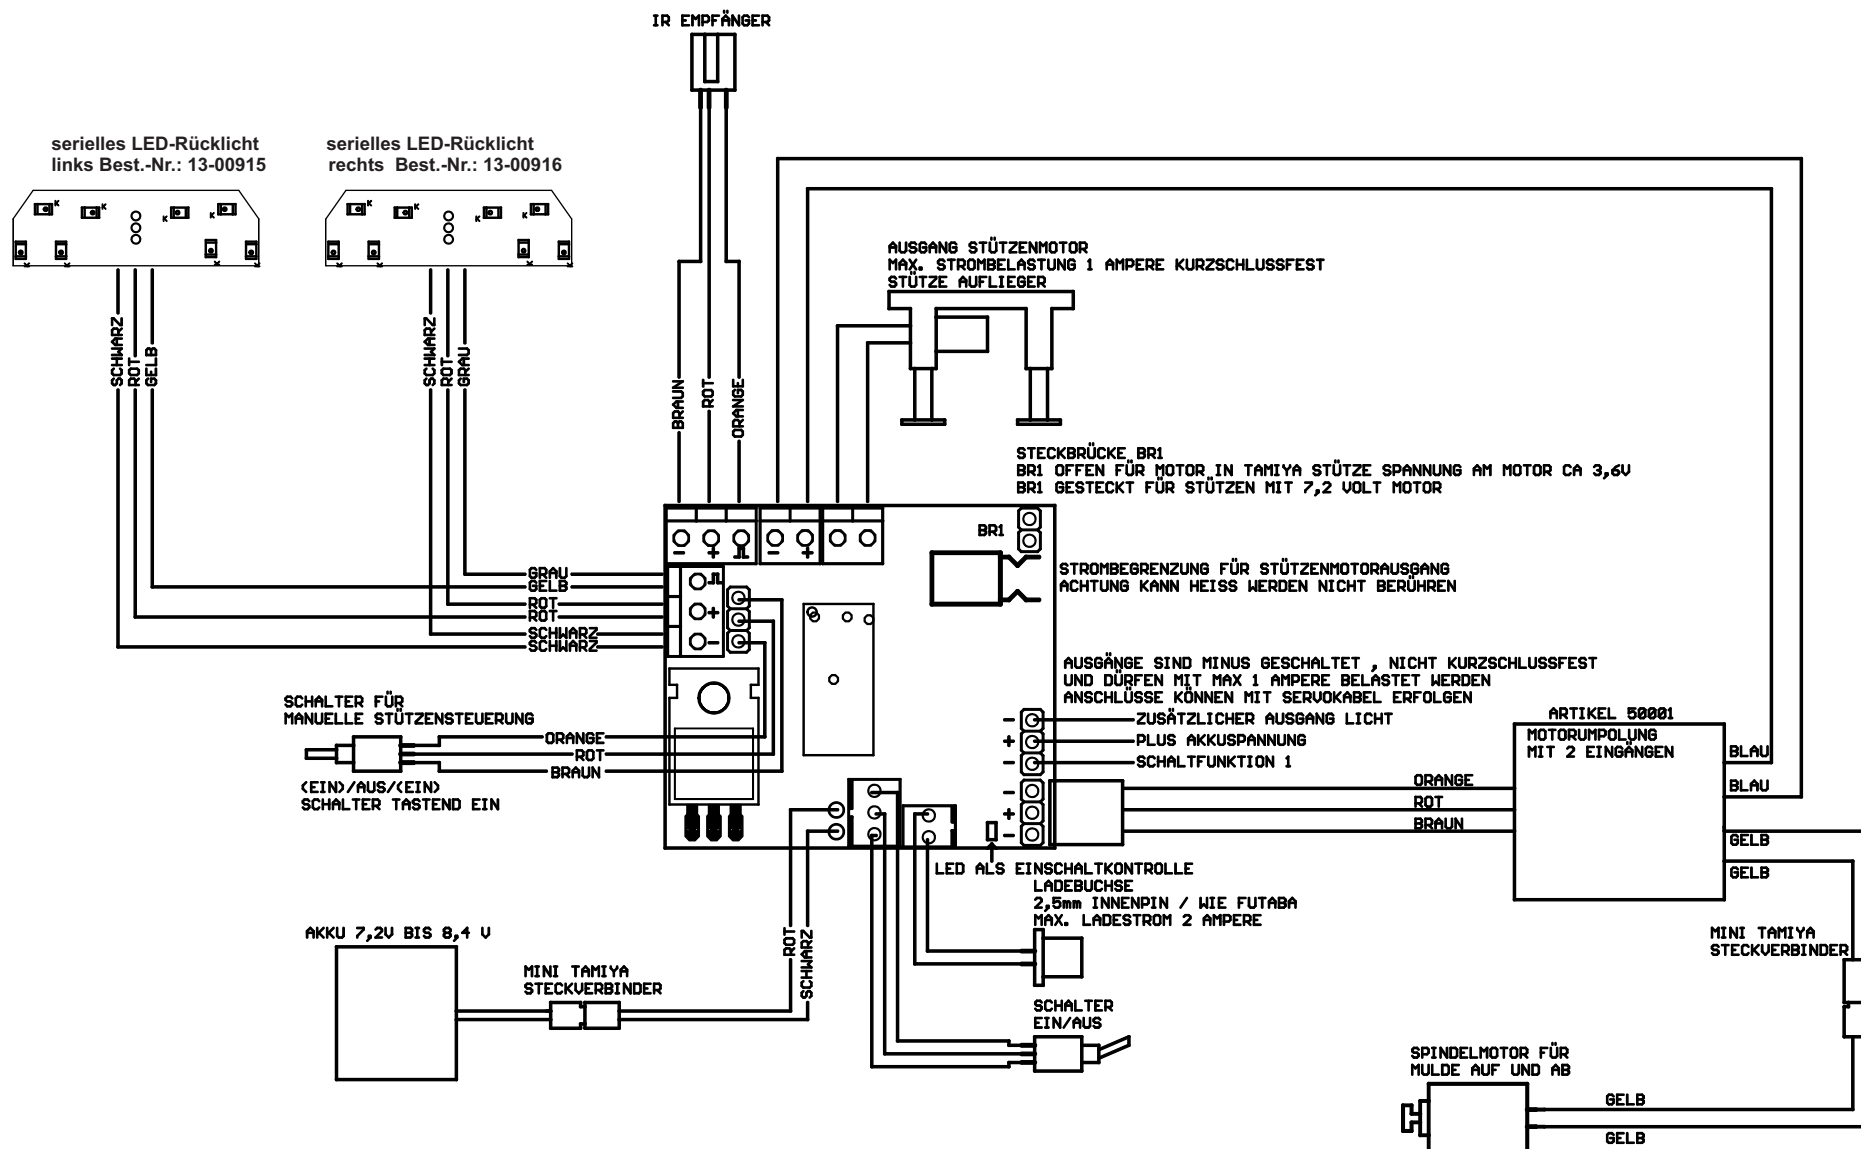 IR EMPFÄNGER
serielles LED-Rücklicht
links Best.-Nr.: 13-00915
serielles LED-Rücklicht
rechts Best.-Nr.: 13-00916
K
K
K
K
K
K
K
K
AUSGANG STÜTZENMOTOR
MAX. STROMBELASTUNG 1 AMPERE KURZSCHLUSSFEST
STÜTZE AUFLIEGER
SCHWARZ
ROT
GELB
SCHWARZ
ROT
GRAU
BRAUN
ROT
ORANGE
STECKBRÜCKE BR1
BR1 OFFEN FÜR MOTOR IN TAMIYA STÜTZE SPANNUNG AM MOTOR CA 3,6V
BR1 GESTECKT FÜR STÜTZEN MIT 7,2 VOLT MOTOR
BR1
- +
- +
STROMBEGRENZUNG FÜR STÜTZENMOTORAUSGANG
ACHTUNG KANN HEISS WERDEN NICHT BERÜHREN
GRAU
GELB
ROT
ROT
SCHWARZ
SCHWARZ
+
-
AUSGÄNGE SIND MINUS GESCHALTET , NICHT KURZSCHLUSSFEST
UND DÜRFEN MIT MAX 1 AMPERE BELASTET WERDEN
ANSCHLÜSSE KÖNNEN MIT SERVOKABEL ERFOLGEN
SCHALTER FÜR
MANUELLE STÜTZENSTEUERUNG
ORANGE
ROT
BRAUN
(EIN)/AUS/(EIN)
SCHALTER TASTEND EIN
- ZUSÄTZLICHER AUSGANG LICHT
+ PLUS AKKUSPANNUNG
- SCHALTFUNKTION 1
-
+
-
ARTIKEL 50001
MOTORUMPOLUNG
MIT 2 EINGÄNGEN
BLAU
BLAU
ORANGE
ROT
BRAUN
GELB
GELB
LED ALS EINSCHALTKONTROLLE
LADEBUCHSE
2,5mm INNENPIN / WIE FUTABA
MAX. LADESTROM 2 AMPERE
AKKU 7,2V BIS 8,4 V
MINI TAMIYA
STECKVERBINDER
ROT
SCHWARZ
MINI TAMIYA
STECKVERBINDER
SCHALTER
EIN/AUS
SPINDELMOTOR FÜR
MULDE AUF UND AB
GELB
GELB